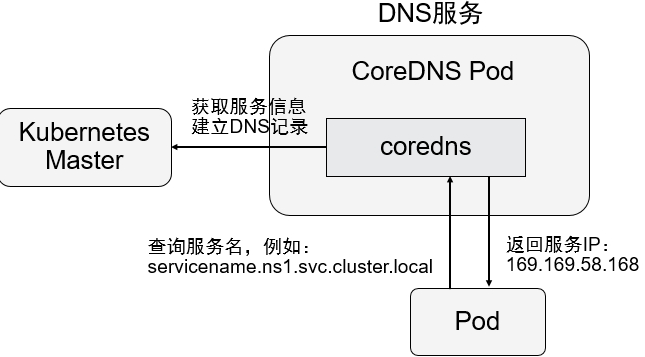 DNS服务
CoreDNS Pod
获取服务信息
建立DNS记录
Kubernetes
Master
coredns
查询服务名，例如：
servicename.ns1.svc.cluster.local
返回服务IP：
169.169.58.168
Pod